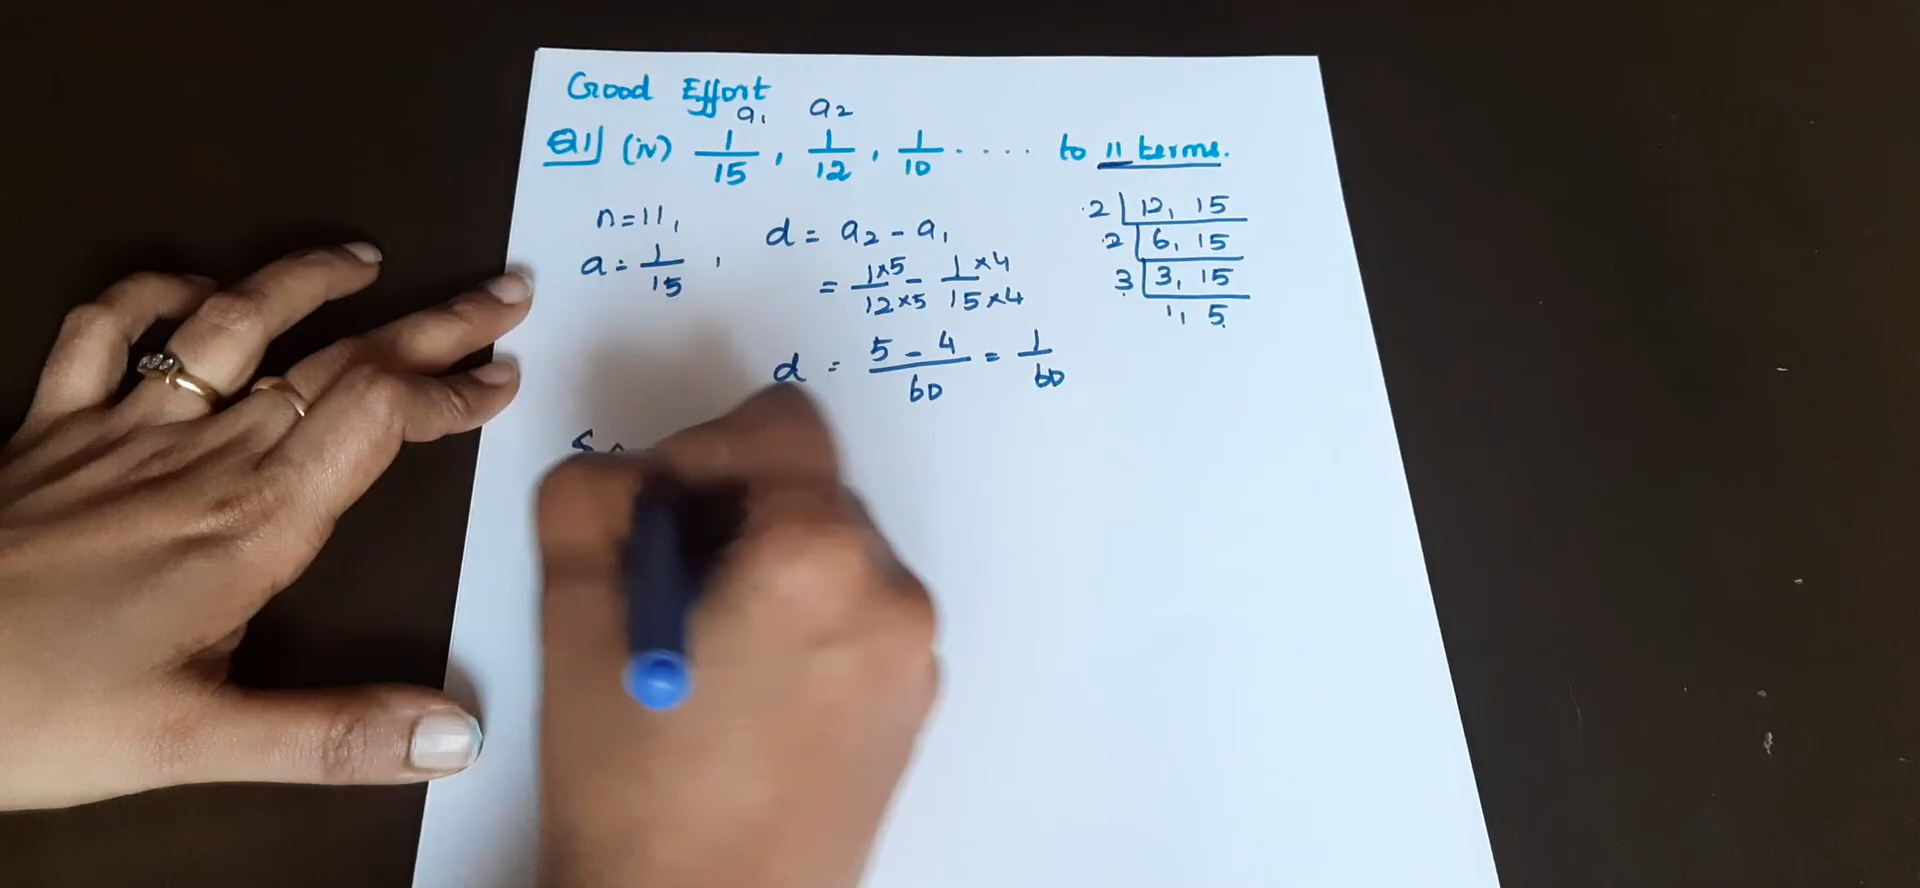 Good Effort
a₁ a₂
Q1) (iv) 1/15, 1/12, 1/10 ..... to 11 terms.
n=11,
a = 1/15,
d = a₂ - a₁
= 1×5/12×5 - 1×4/15×4
d = 5-4/60 = 1/60
2 | 12, 15
2 | 6, 15
3 | 3, 15
1, 5